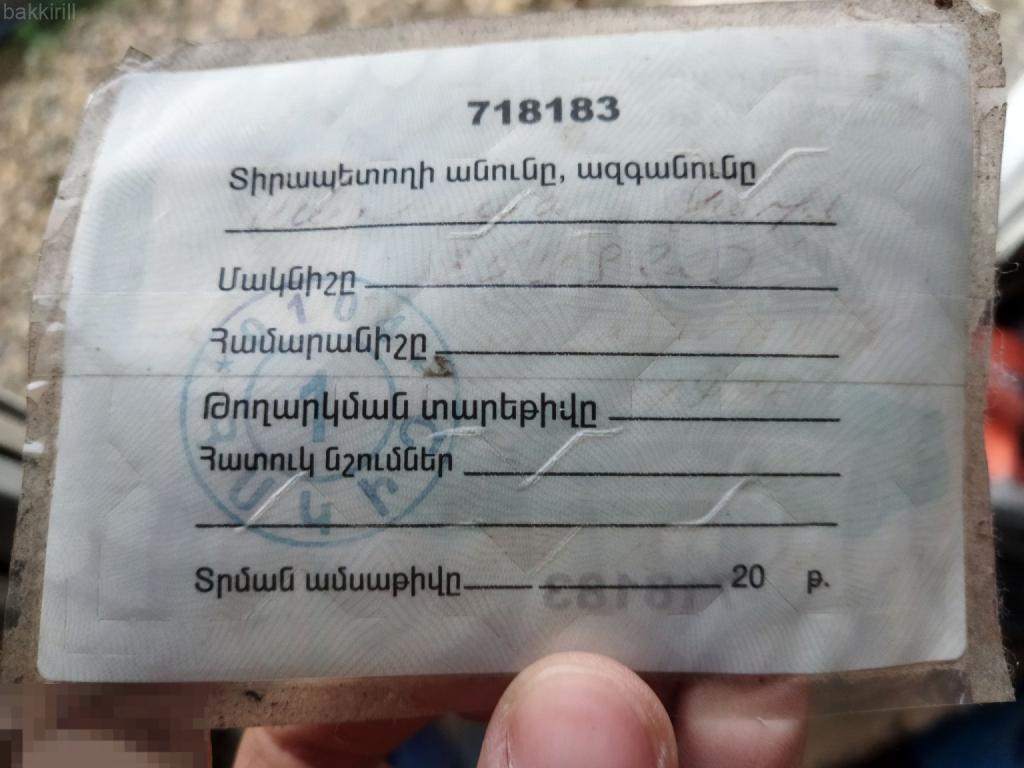 bakkirill
718183
Տիրապետողի անունը, ազգանունը
Մակնիշը
Համարանիշը
Թողարկման տարեթիվը
Հատուկ նշումներ
Տրման ամսաթիվը 20 թ.